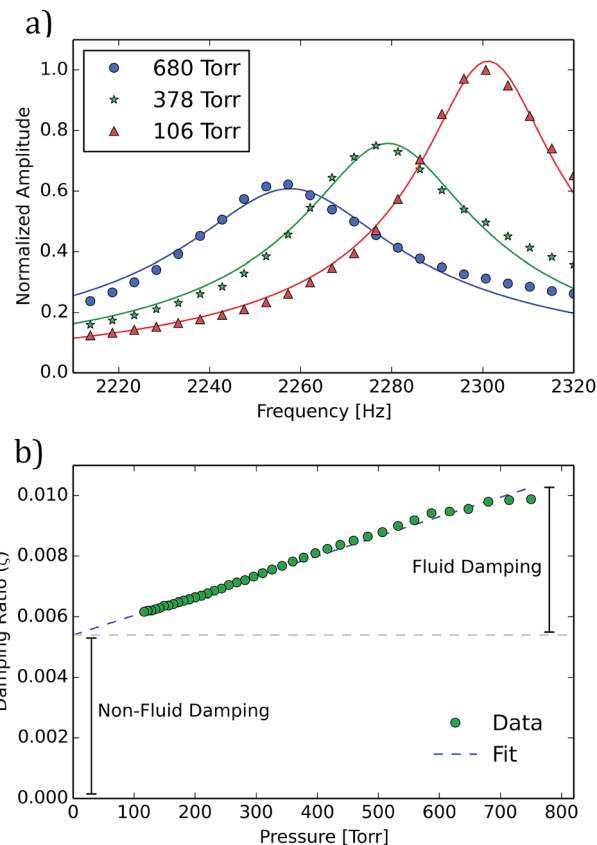 a)
1.0
0.8
0.6
0.4
0.2
0.0
Normalized Amplitude
680 Torr
378 Torr
106 Torr
2220 2240 2260 2280 2300 2320
Frequency [Hz]
b)
0.010
0.008
0.006
0.004
0.002
0.000
Damping Ratio (ζ)
Fluid Damping
Non-Fluid Damping
Data
Fit
0 100 200 300 400 500 600 700 800
Pressure [Torr]